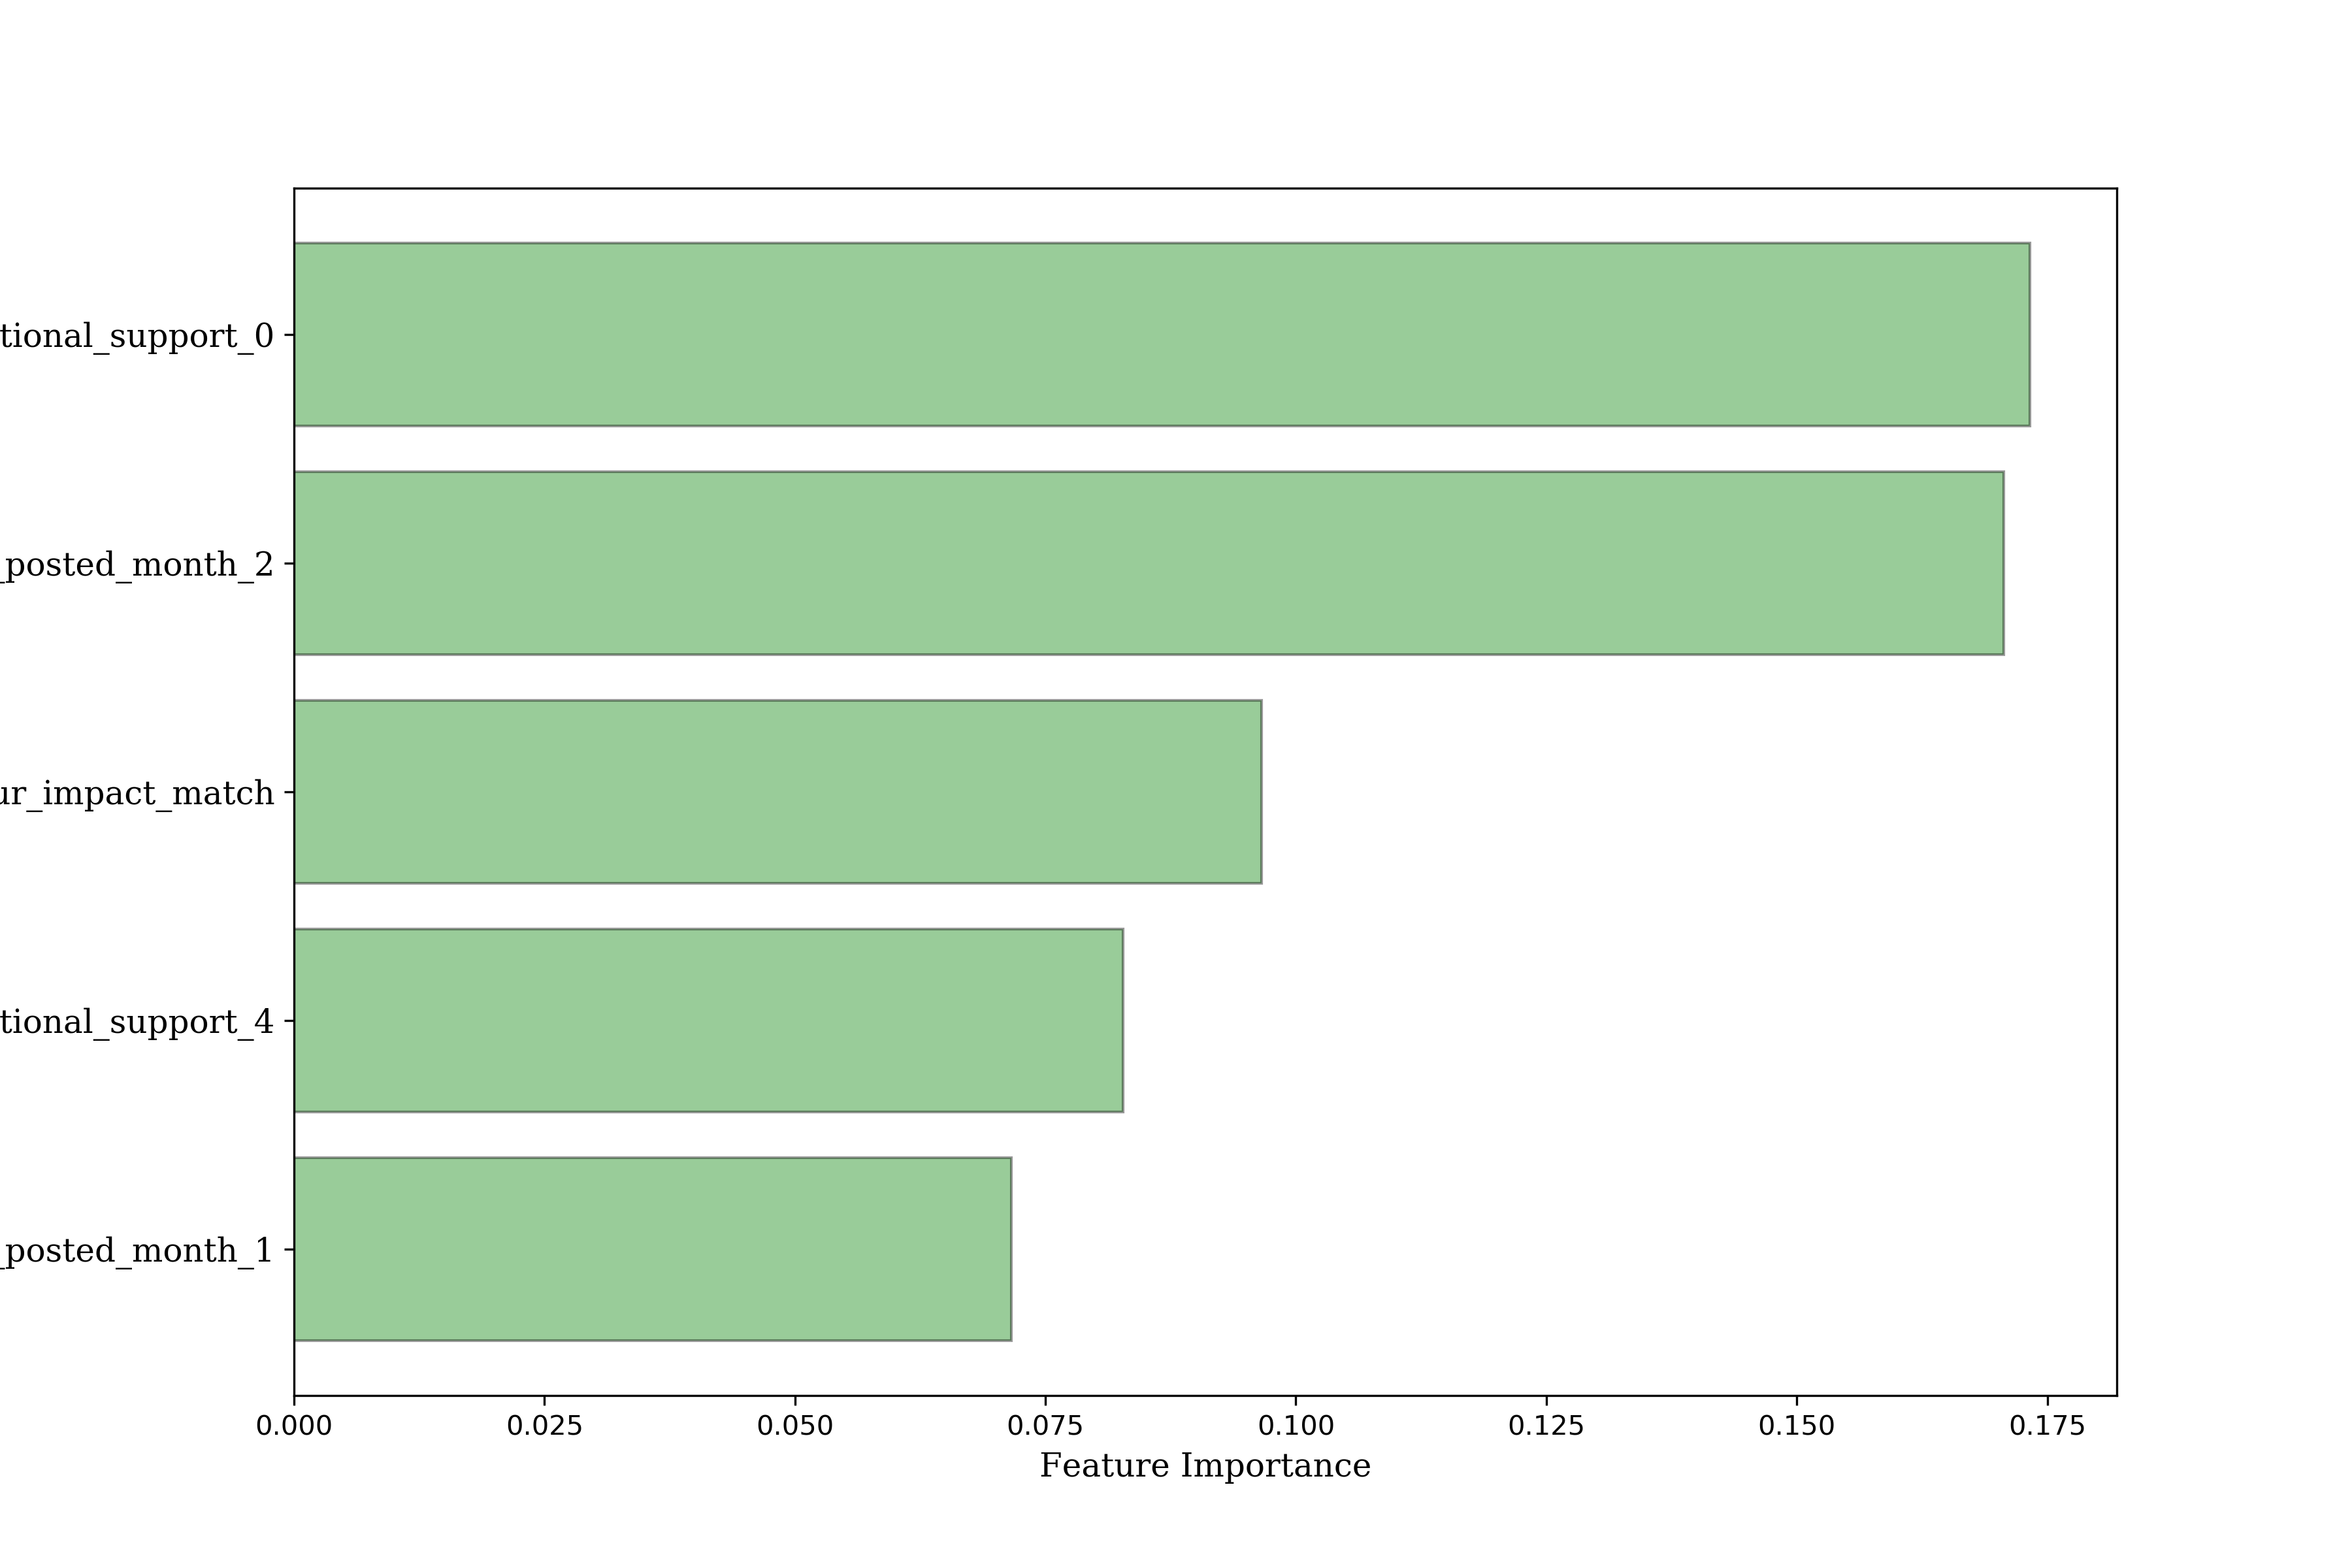 tional_support_0
_posted_month_2
ur_impact_match
tional_support_4
_posted_month_1
0.000 0.025 0.050 0.075 0.100 0.125 0.150 0.175
Feature Importance